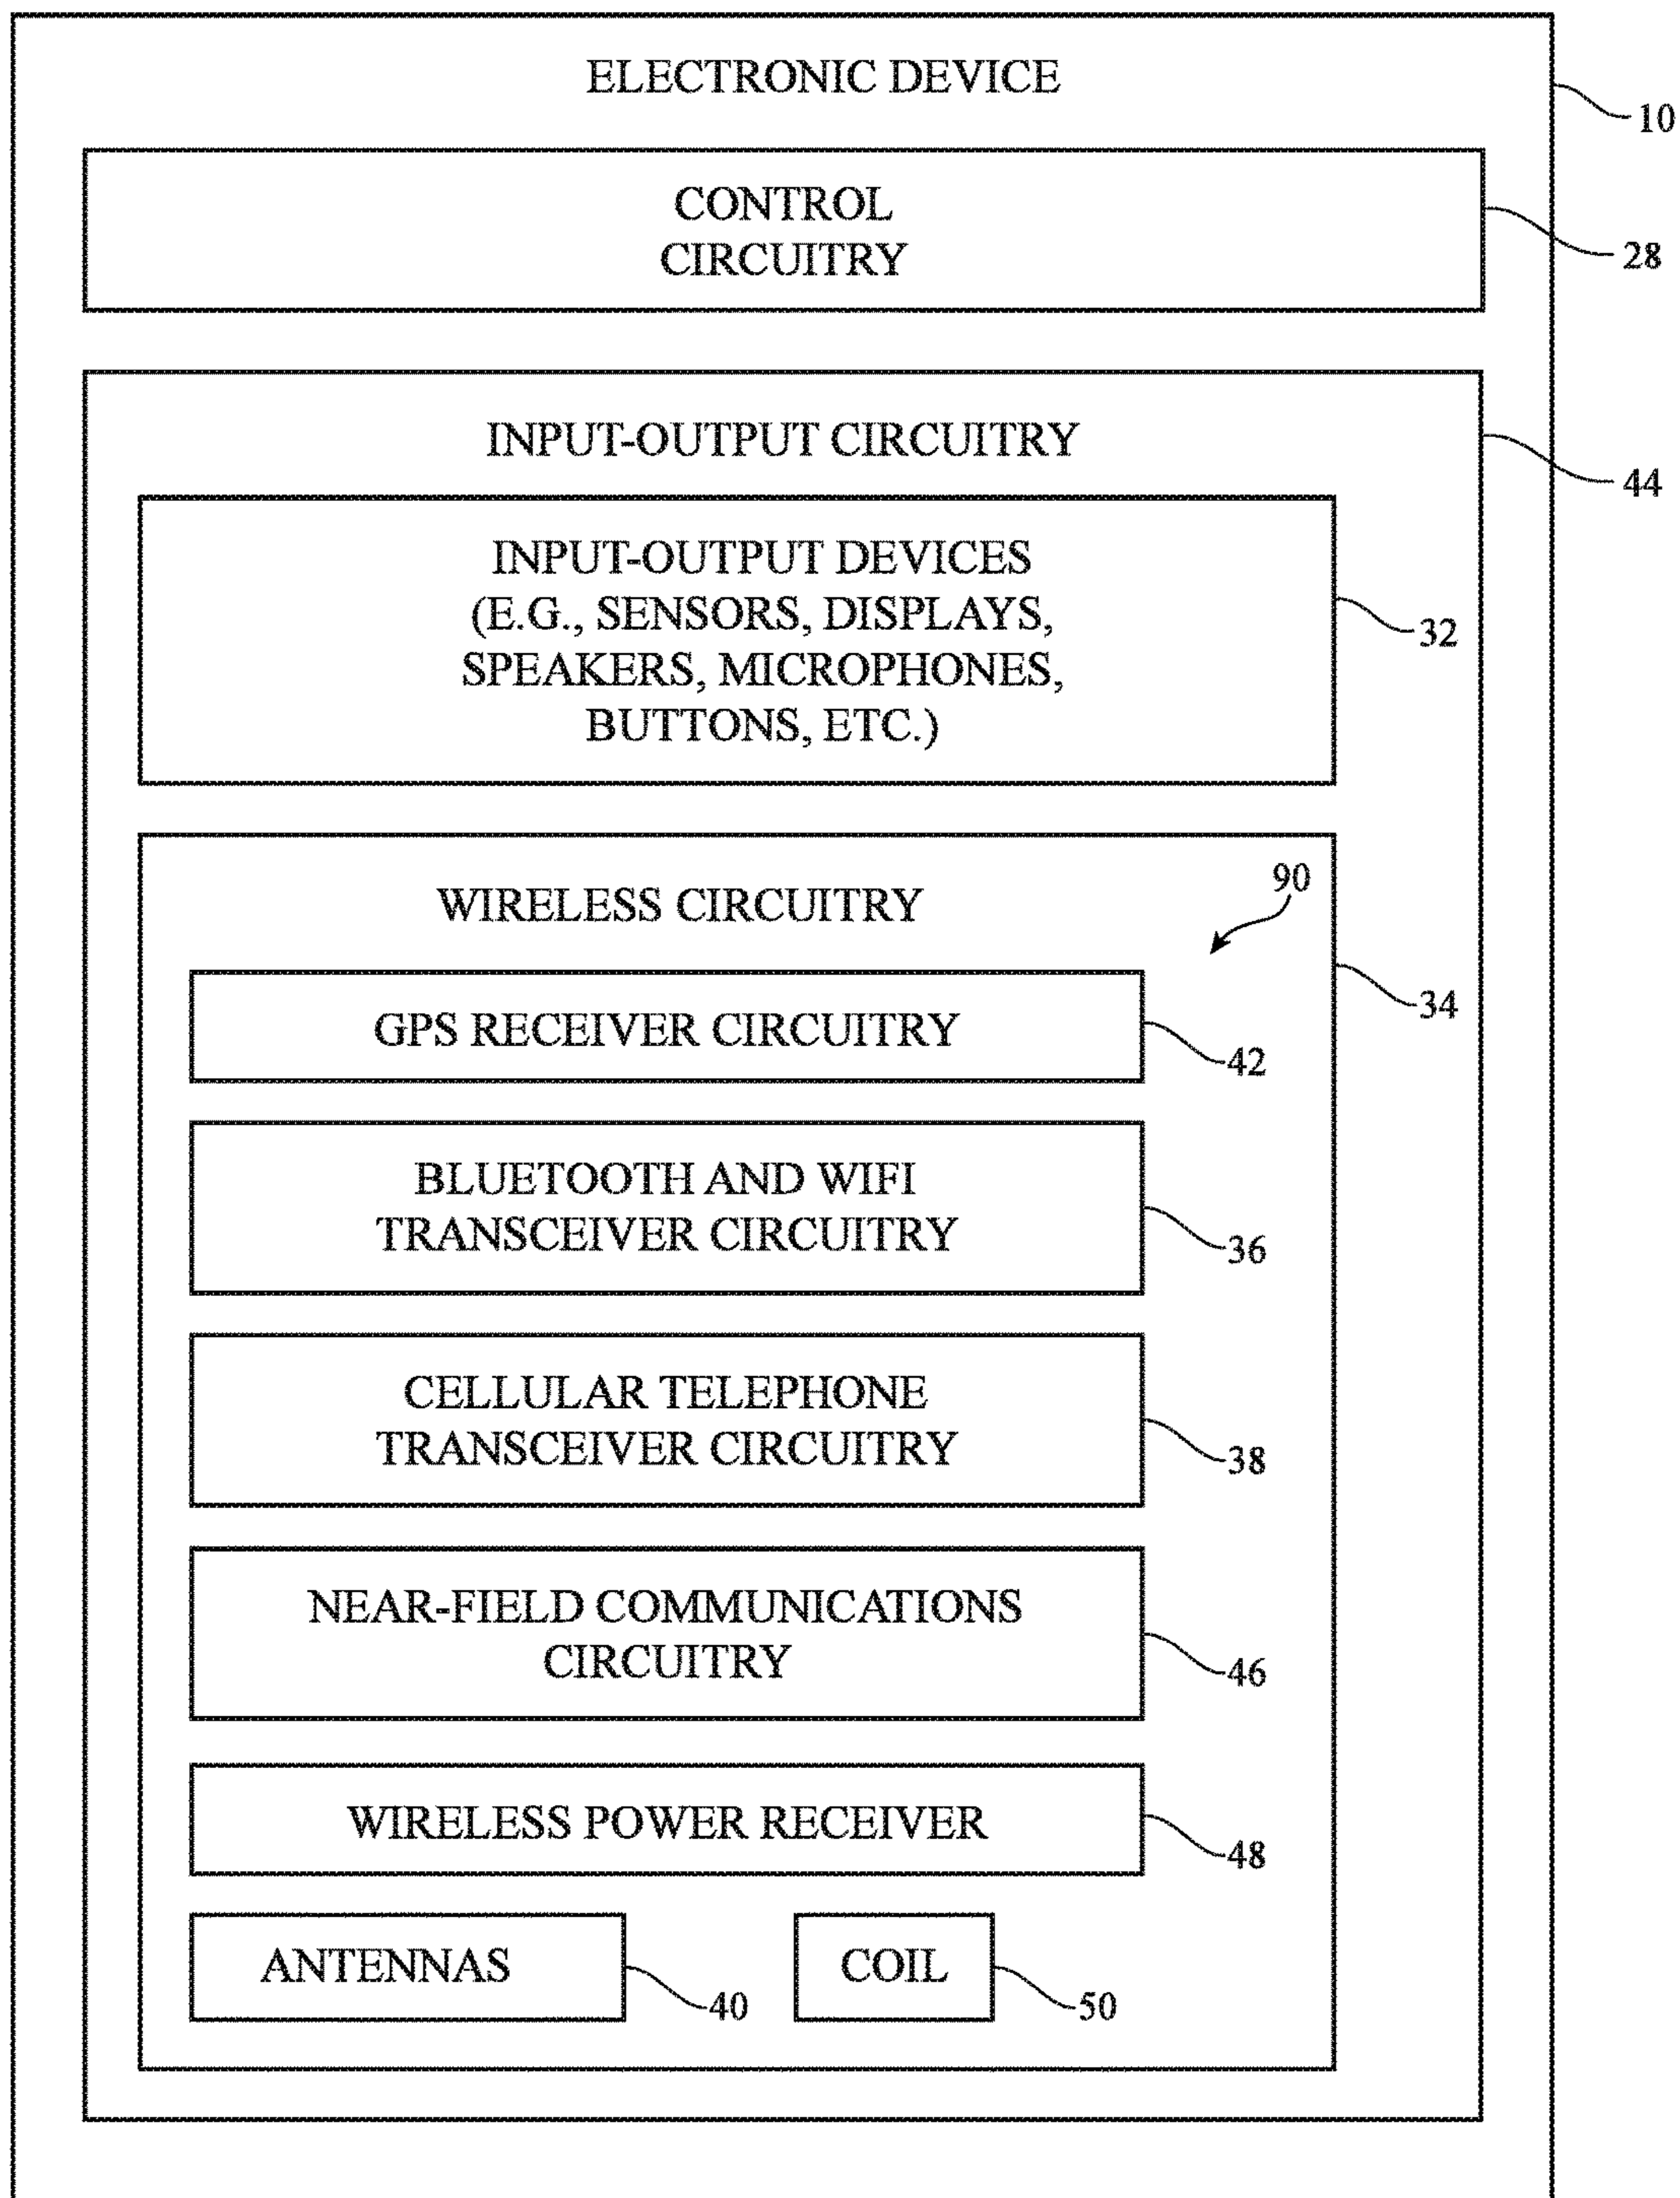 ELECTRONIC DEVICE
10
CONTROL
CIRCUITRY
28
INPUT-OUTPUT CIRCUITRY
44
INPUT-OUTPUT DEVICES
(E.G., SENSORS, DISPLAYS,
SPEAKERS, MICROPHONES,
BUTTONS, ETC.)
32
WIRELESS CIRCUITRY
90
34
GPS RECEIVER CIRCUITRY
42
BLUETOOTH AND WIFI
TRANSCEIVER CIRCUITRY
36
CELLULAR TELEPHONE
TRANSCEIVER CIRCUITRY
38
NEAR-FIELD COMMUNICATIONS
CIRCUITRY
46
WIRELESS POWER RECEIVER
48
ANTENNAS
40
COIL
50